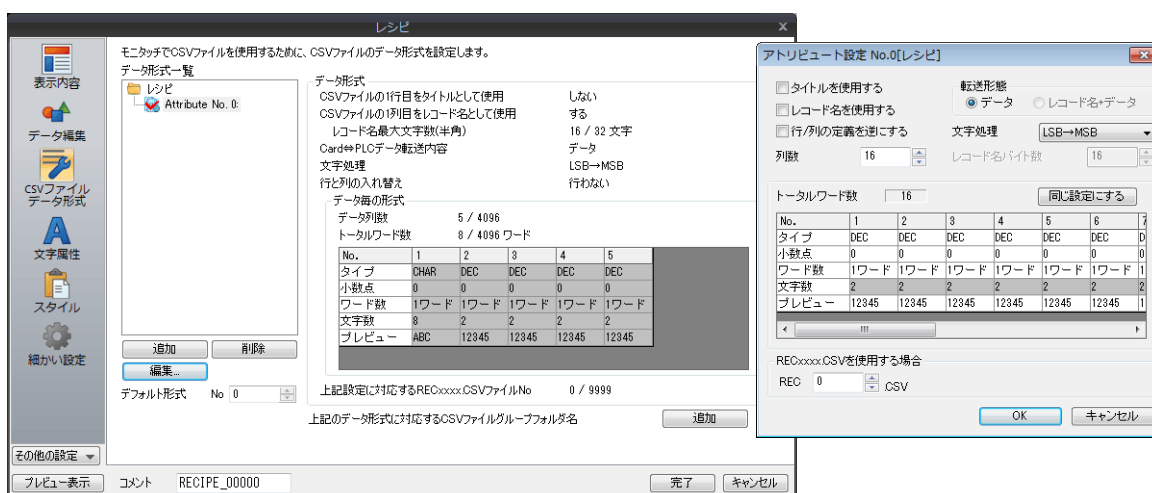 レシピ
x
表示内容
データ編集
CSVファイル
データ形式
文字属性
スタイル
細かい設定
その他の設定
プレビュー表示
モニタッチでCSVファイルを使用するために、CSVファイルのデータ形式を設定します。
データ形式一覧
レシピ
Attribute No. 0:
追加
削除
編集...
デフォルト形式 No 0
データ形式
CSVファイルの1行目をタイトルとして使用 しない
CSVファイルの1列目をレコード名として使用 する
レコード名最大文字数(半角) 16 / 32 文字
Card⇔PLCデータ転送内容 データ
文字処理 LSB→MSB
行と列の入れ替え 行わない
データ毎の形式
データ列数 5 / 4096
トータルワード数 8 / 4096 ワード
No. 1 2 3 4 5
タイプ CHAR DEC DEC DEC DEC
小数点 0 0 0 0 0
ワード数 1ワード 1ワード 1ワード 1ワード 1ワード
文字数 8 2 2 2 2
プレビュー ABC 12345 12345 12345 12345
上記設定に対応するRECxxxx.CSVファイルNo 0 / 9999
上記のデータ形式に対応するCSVファイルグループフォルダ名 追加
コメント RECIPE_00000
完了 キャンセル
アトリビュート設定 No.0[レシピ]
タイトルを使用する
レコード名を使用する
行/列の定義を逆にする
転送形態
データ レコード名+データ
文字処理 LSB→MSB
列数 16
レコード名バイト数 16
トータルワード数 16
同じ設定にする
No. 1 2 3 4 5 6 7
タイプ DEC DEC DEC DEC DEC DEC D
小数点 0 0 0 0 0 0 0
ワード数 1ワード 1ワード 1ワード 1ワード 1ワード 1ワード 1
文字数 2 2 2 2 2 2 2
プレビュー 12345 12345 12345 12345 12345 12345 1
RECxxxx.CSVを使用する場合
REC 0 .CSV
OK キャンセル